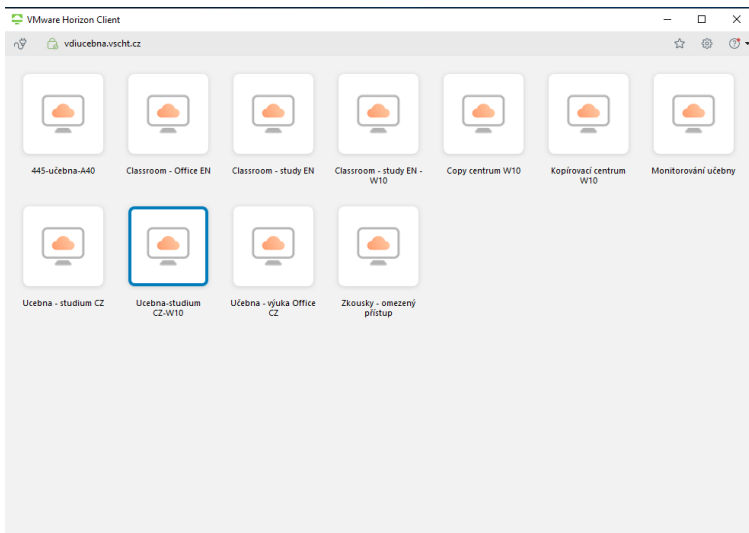 VMware Horizon Client
vdiucebna.vscht.cz
445-učebna-A40
Classroom - Office EN
Classroom - study EN
Classroom - study EN -
W10
Copy centrum W10
Kopírovací centrum
W10
Monitorování učebny
Ucebna - studium CZ
Ucebna-studium
CZ-W10
Učebna - výuka Office
CZ
Zkousky - omezený
přístup